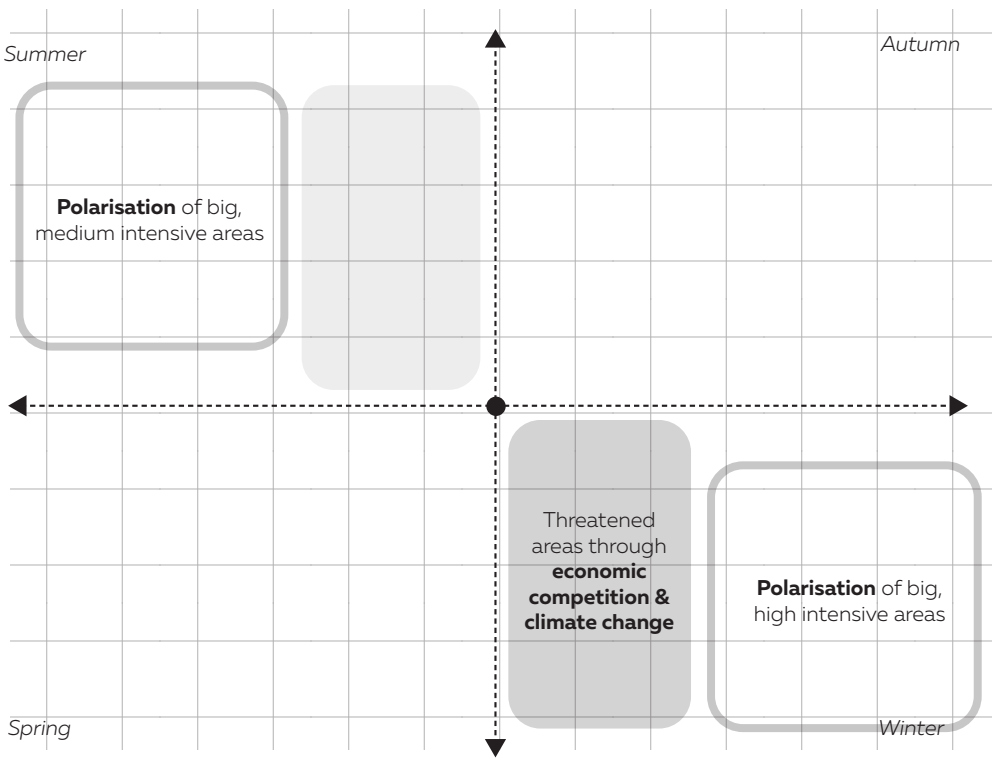 Summer
Autumn
Polarisation of big,
medium intensive areas
Threatened
areas through
economic
competition &
climate change
Polarisation of big,
high intensive areas
Spring
Winter